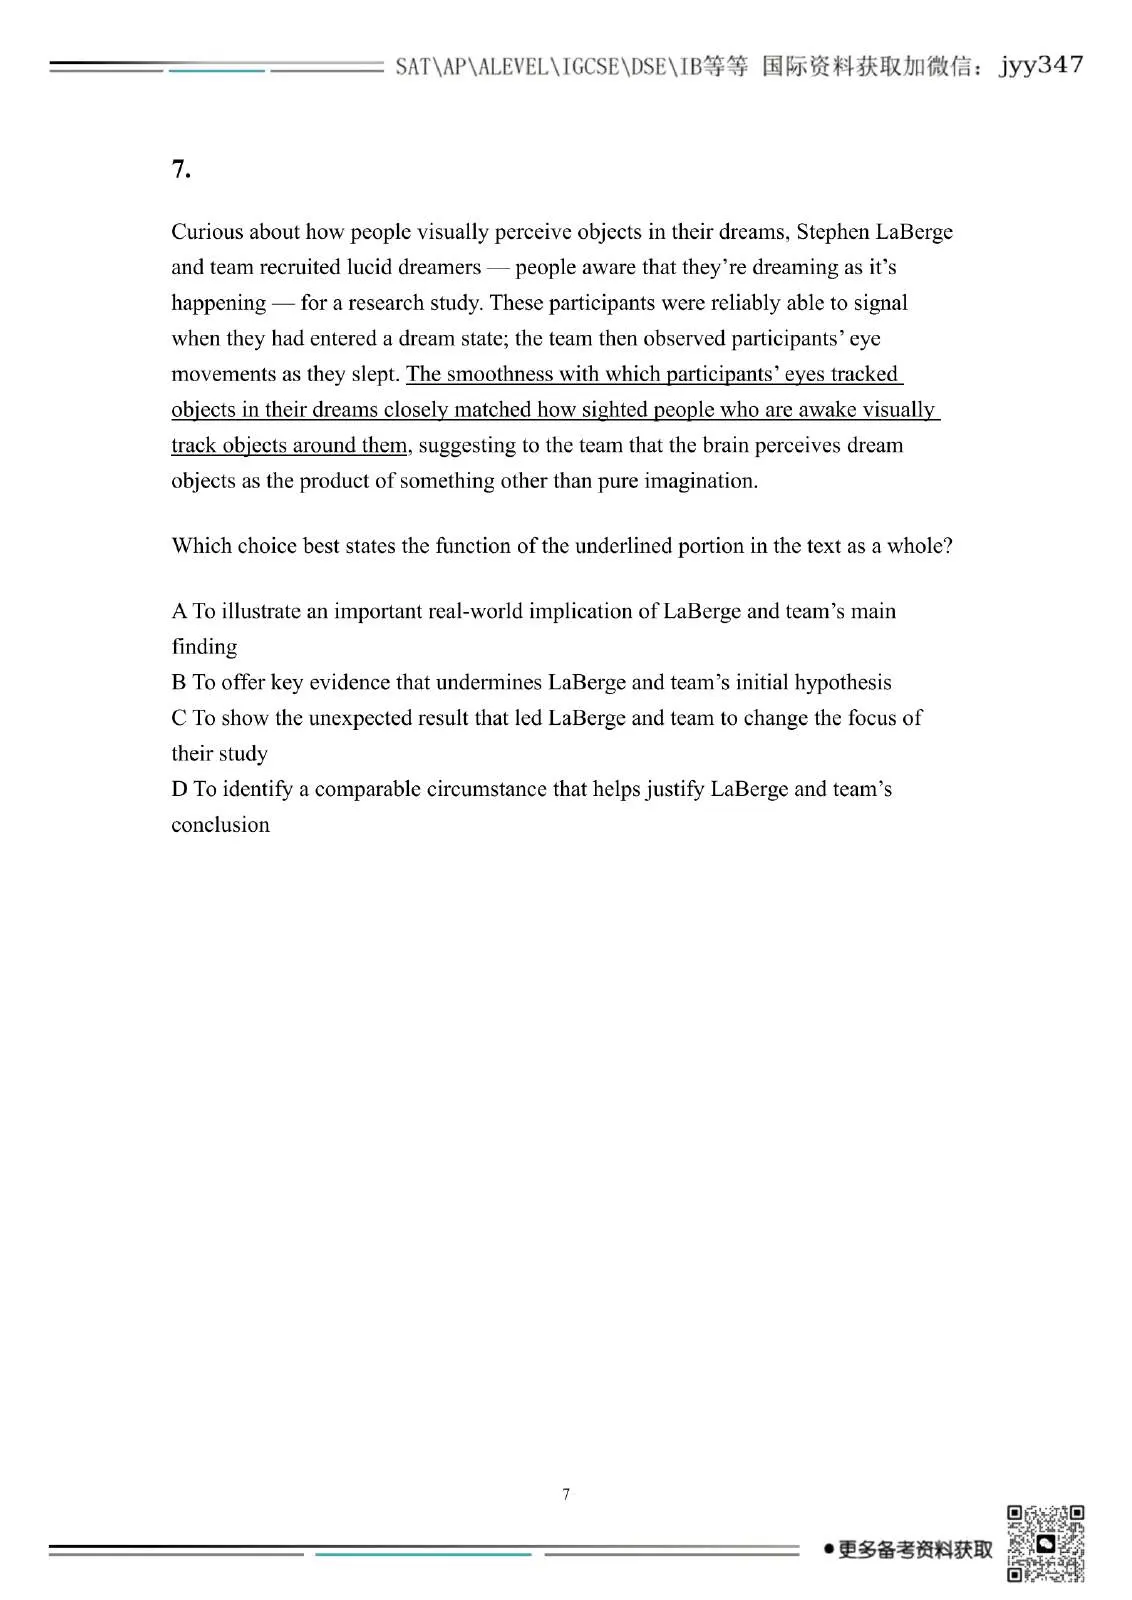 SAT\AP\ALEVEL\IGCSE\DSE\IB等等 国际资料获取加微信：jyy347
7.
Curious about how people visually perceive objects in their dreams, Stephen LaBerge
and team recruited lucid dreamers — people aware that they’re dreaming as it’s
happening — for a research study. These participants were reliably able to signal
when they had entered a dream state; the team then observed participants’ eye
movements as they slept. The smoothness with which participants’ eyes tracked
objects in their dreams closely matched how sighted people who are awake visually
track objects around them, suggesting to the team that the brain perceives dream
objects as the product of something other than pure imagination.
Which choice best states the function of the underlined portion in the text as a whole?
A To illustrate an important real-world implication of LaBerge and team’s main
finding
B To offer key evidence that undermines LaBerge and team’s initial hypothesis
C To show the unexpected result that led LaBerge and team to change the focus of
their study
D To identify a comparable circumstance that helps justify LaBerge and team’s
conclusion
7
●更多备考资料获取